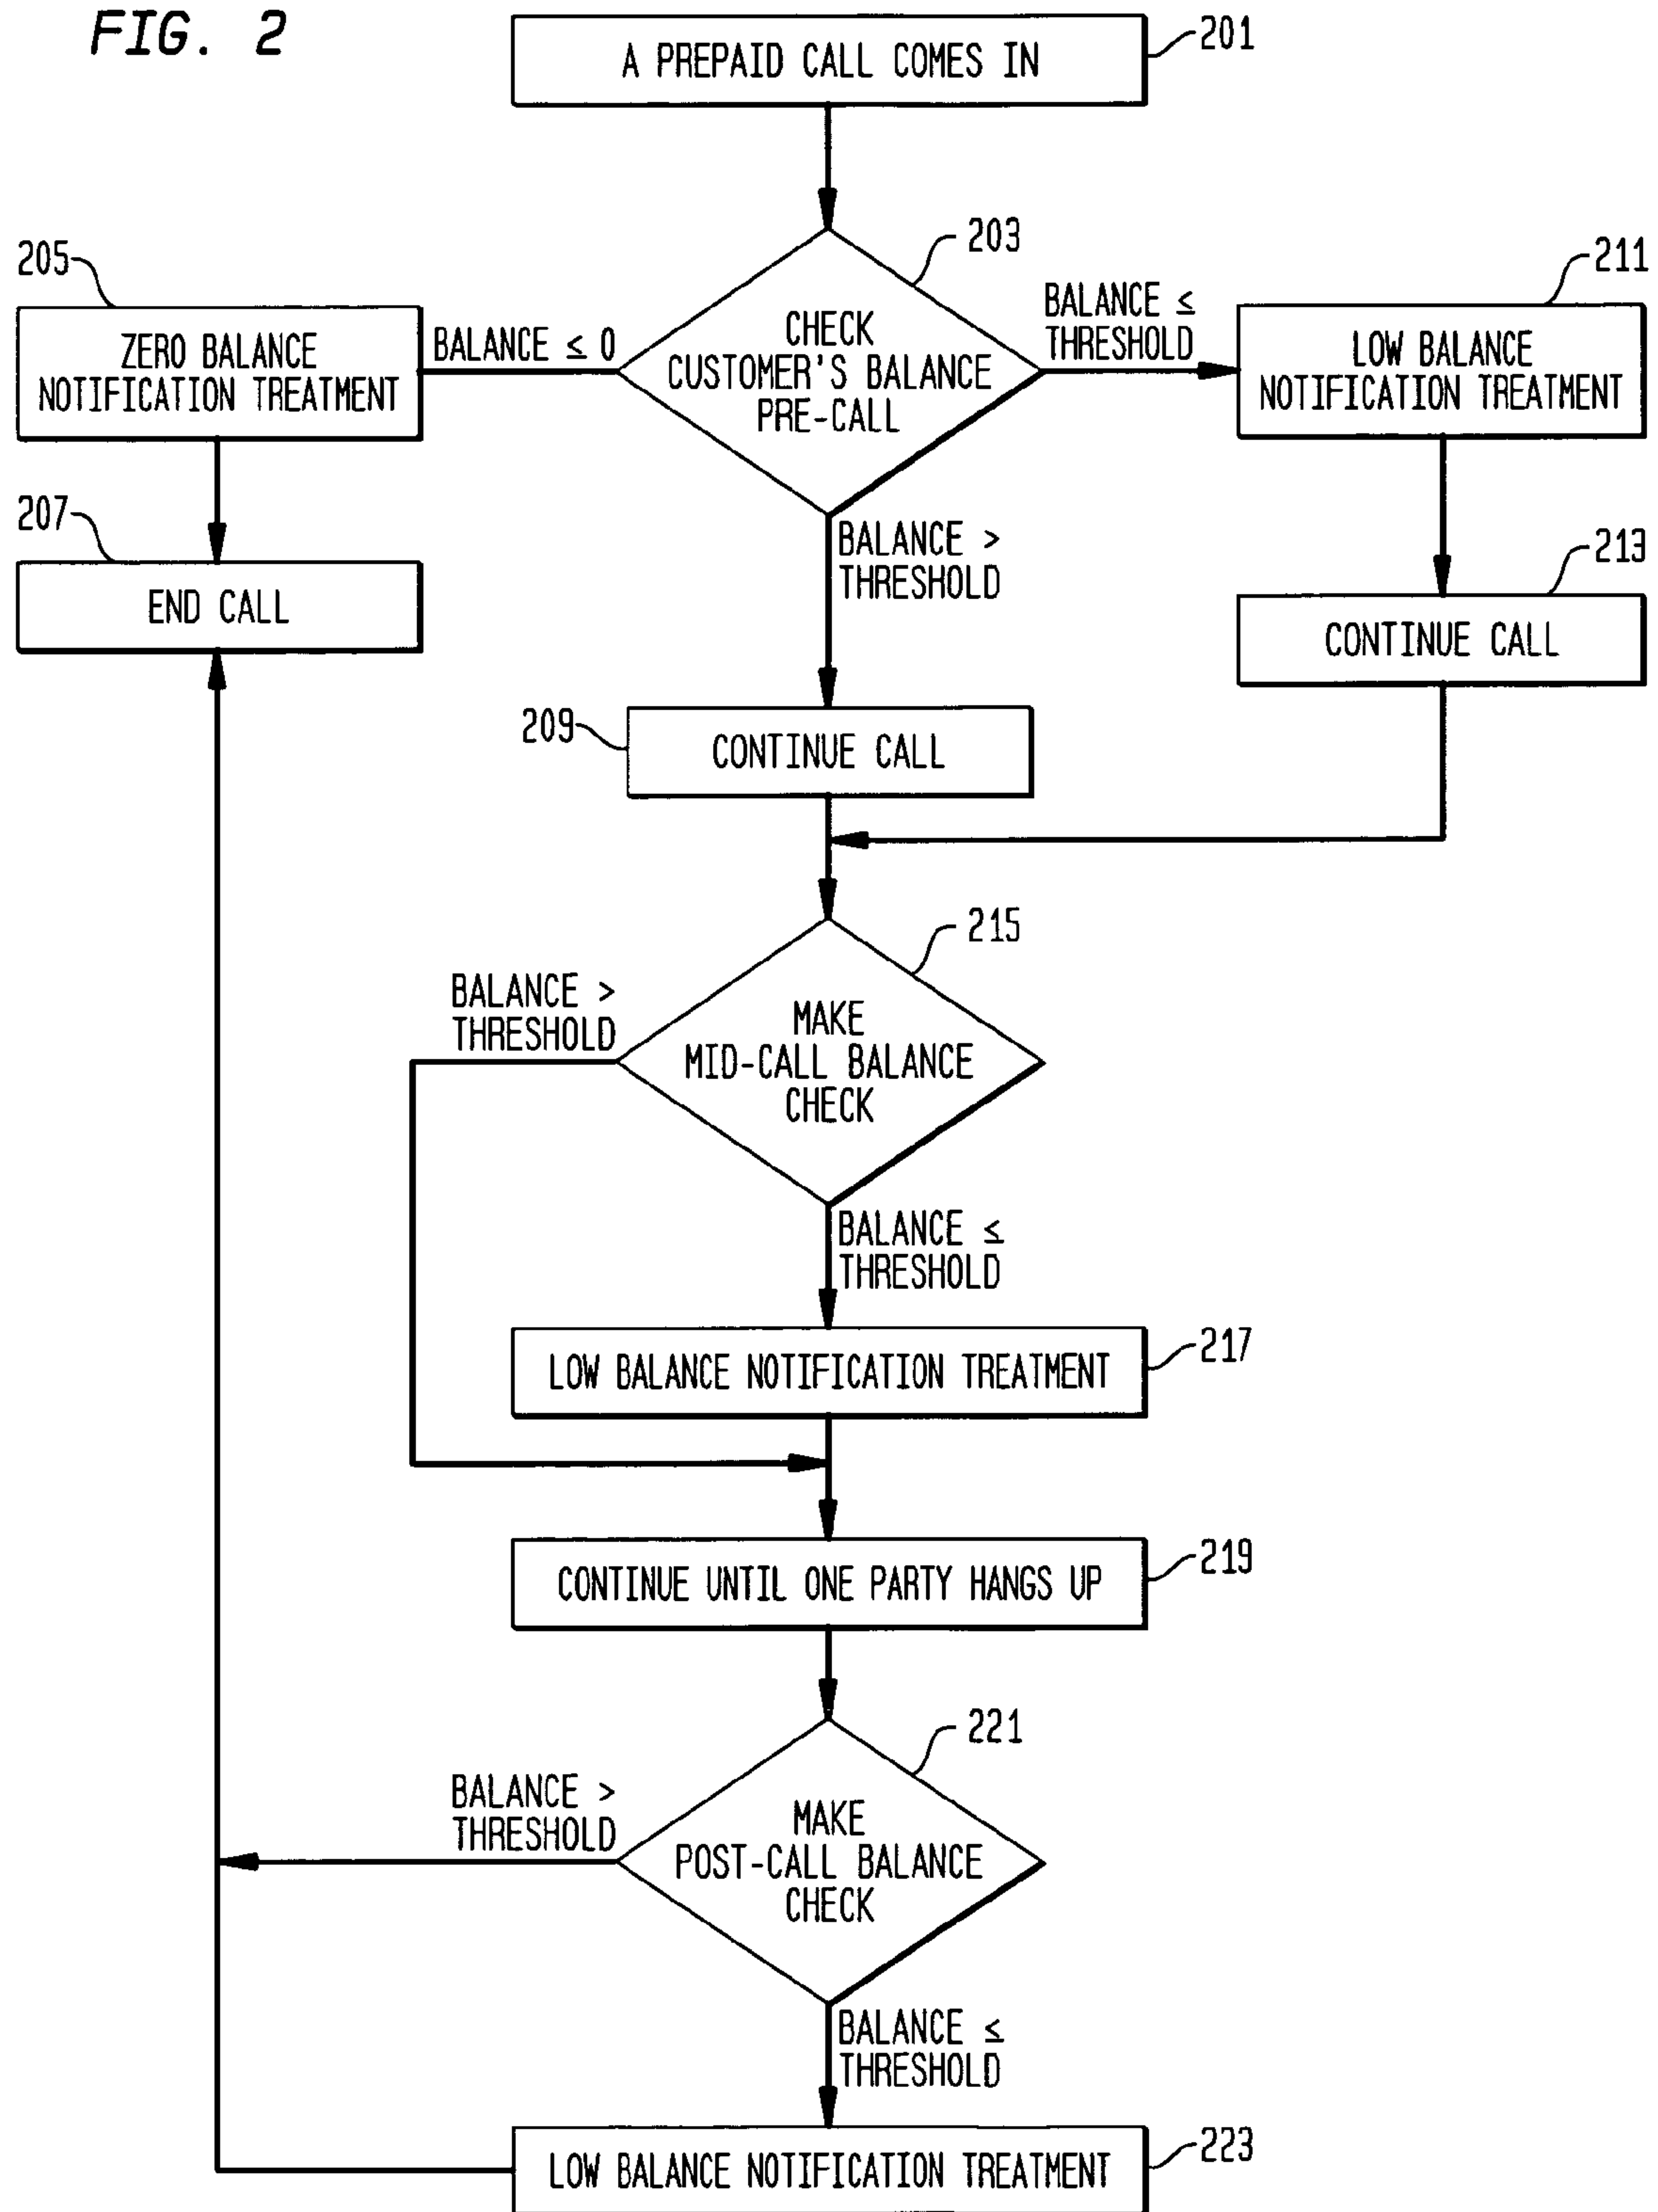 FIG. 2
A PREPAID CALL COMES IN
201
203
205
211
BALANCE ≤
THRESHOLD
CHECK
CUSTOMER'S BALANCE
PRE-CALL
BALANCE ≤ 0
ZERO BALANCE
NOTIFICATION TREATMENT
LOW BALANCE
NOTIFICATION TREATMENT
207
END CALL
BALANCE >
THRESHOLD
213
CONTINUE CALL
209
CONTINUE CALL
215
BALANCE >
THRESHOLD
MAKE
MID-CALL BALANCE
CHECK
BALANCE ≤
THRESHOLD
LOW BALANCE NOTIFICATION TREATMENT
217
CONTINUE UNTIL ONE PARTY HANGS UP
219
221
BALANCE >
THRESHOLD
MAKE
POST-CALL BALANCE
CHECK
BALANCE ≤
THRESHOLD
LOW BALANCE NOTIFICATION TREATMENT
223